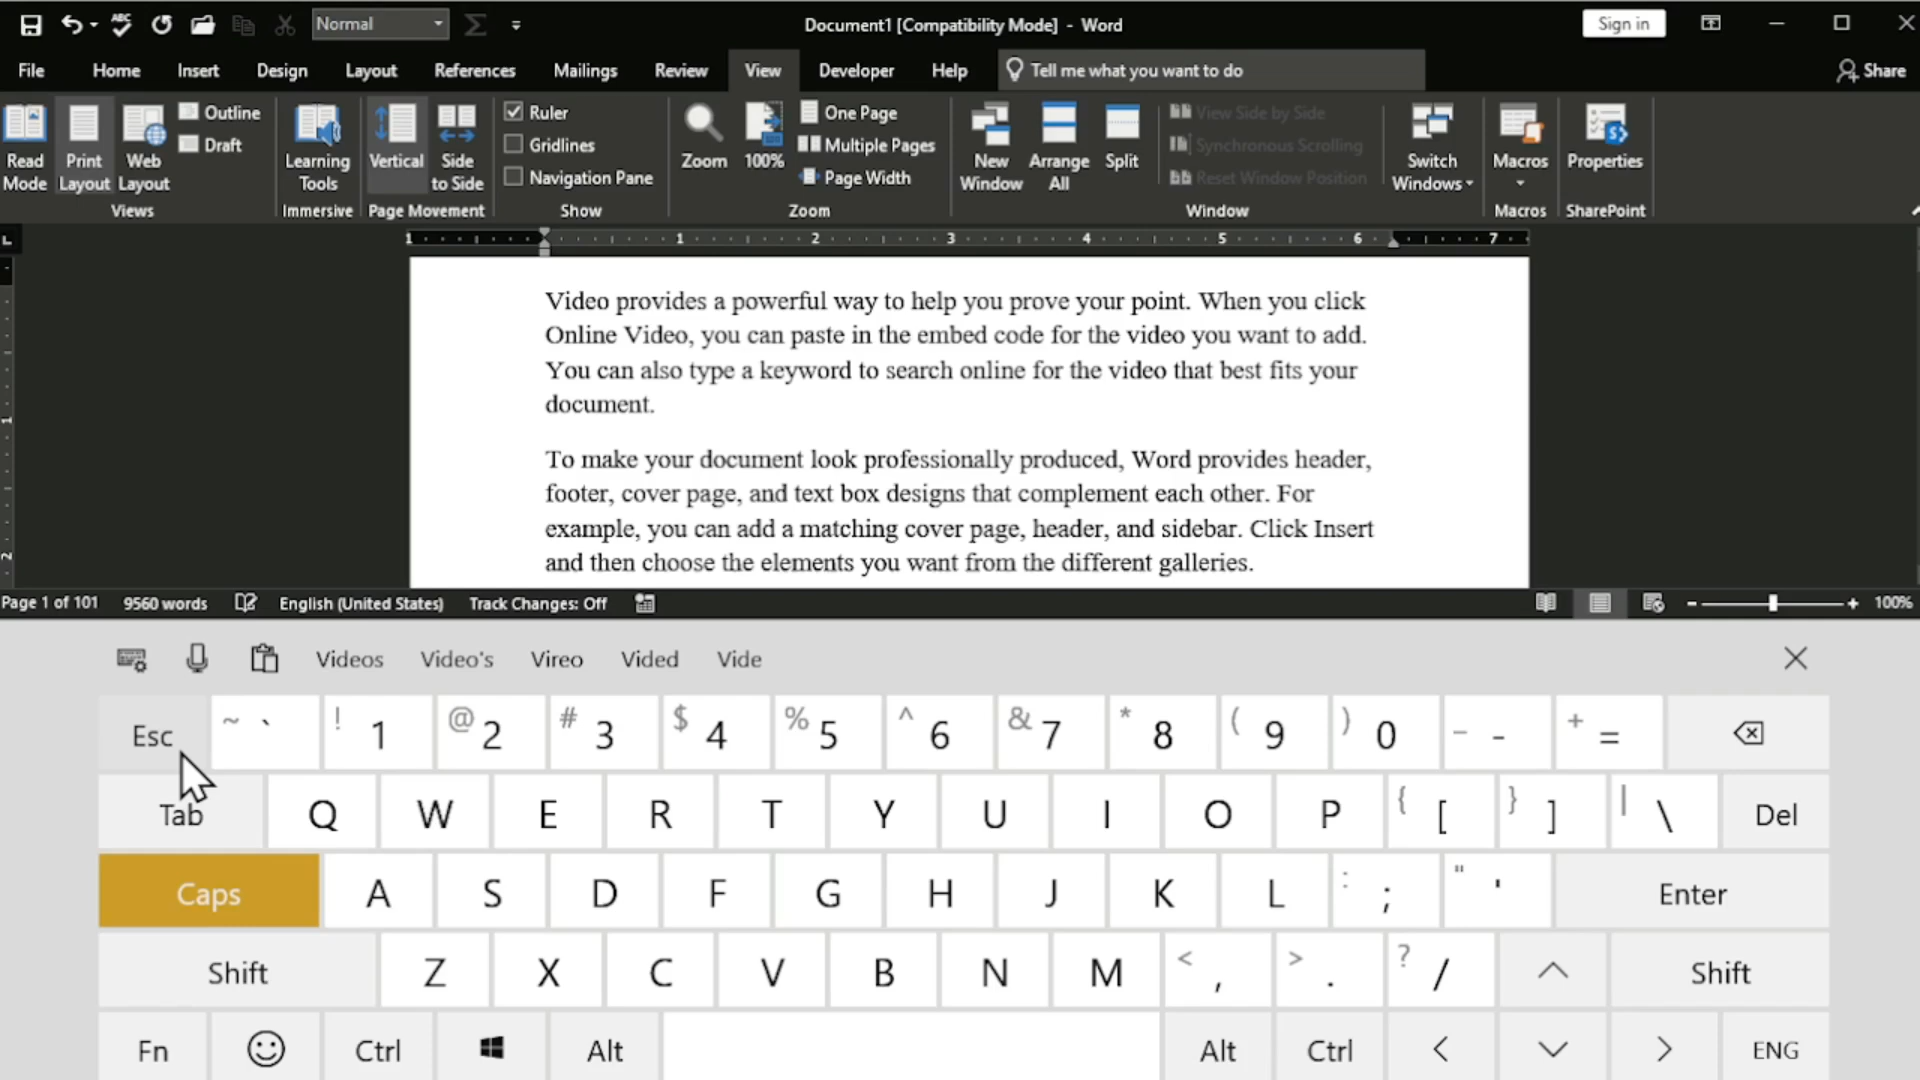 Normal
Document1 [Compatibility Mode] - Word
Sign in
File Home Insert Design Layout References Mailings Review View Developer Help Tell me what you want to do Share
Read Mode
Print Layout
Web Layout
Outline
Draft
Views
Learning Tools
Immersive
Vertical
Side to Side
Page Movement
Ruler
Gridlines
Navigation Pane
Show
Zoom
100%
One Page
Multiple Pages
Page Width
Zoom
New Window
Arrange All
Split
View Side by Side
Synchronous Scrolling
Reset Window Position
Window
Switch Windows
Macros
Macros
Properties
SharePoint
1 1 2 3 4 5 6 7
1
2
Video provides a powerful way to help you prove your point. When you click
Online Video, you can paste in the embed code for the video you want to add.
You can also type a keyword to search online for the video that best fits your
document.
To make your document look professionally produced, Word provides header,
footer, cover page, and text box designs that complement each other. For
example, you can add a matching cover page, header, and sidebar. Click Insert
and then choose the elements you want from the different galleries.
Page 1 of 101 9560 words English (United States) Track Changes: Off 100%
Videos Video's Vireo Vided Vide
Esc ~ ` ! 1 @ 2 # 3 $ 4 % 5 ^ 6 & 7 * 8 ( 9 ) 0 _ - + =
Tab Q W E R T Y U I O P { [ } ] | \ Del
Caps A S D F G H J K L : ; " ' Enter
Shift Z X C V B N M < , > . ? / Shift
Fn Ctrl Alt Alt Ctrl ENG